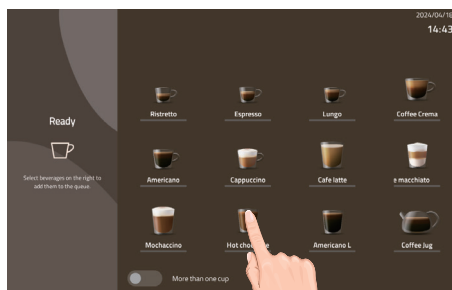 2024/04/18
14:43
Ready
Select beverages on the right to
add them to the queue.
Ristretto
Espresso
Lungo
Coffee Crema
Americano
Cappuccino
Cafe latte
e macchiato
Mochaccino
Hot cho e
Americano L
Coffee Jug
More than one cup